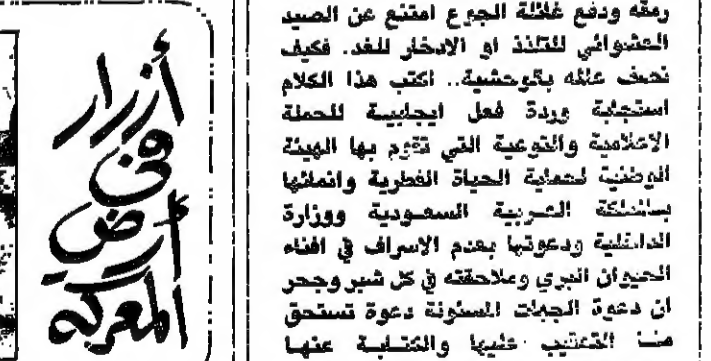 رمقه ودفع غائلة الجوع امتنع عن الصيد
العشوائي للتلذذ او الادخار للغد. فكيف
نصف عالمه بالوحشية.. اكتب هذا الكلام
استجابة وردة فعل ايجابية للحملة
الاعلامية والتوعية التي تقوم بها الهيئة
الوطنية لحماية الحياة الفطرية وانمائها
بالمملكة العربية السعودية ووزارة
الداخلية ودعوتها بعدم الاسراف في افناء
الحيوان البري وملاحقته في كل شبر وجحر
ان دعوة الجهات المسئولة دعوة تستحق
منا التعقيب عليها والكتابة عنها
أزرار
في
أرض
المعركة